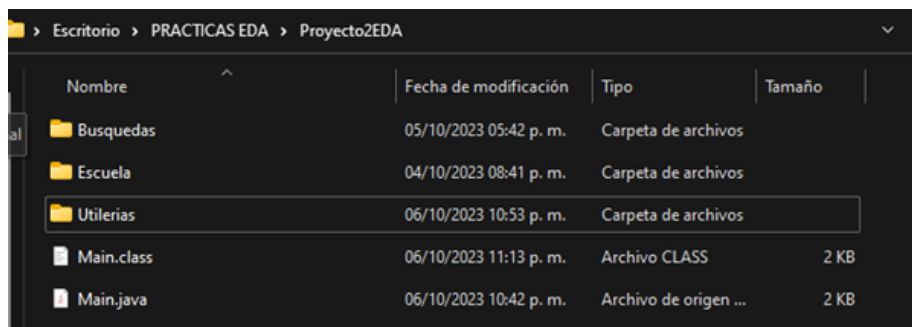 Escritorio > PRACTICAS EDA > Proyecto2EDA
Nombre Fecha de modificación Tipo Tamaño
al
Busquedas 05/10/2023 05:42 p. m. Carpeta de archivos
Escuela 04/10/2023 08:41 p. m. Carpeta de archivos
Utilerias 06/10/2023 10:53 p. m. Carpeta de archivos
Main.class 06/10/2023 11:13 p. m. Archivo CLASS 2 KB
Main.java 06/10/2023 10:42 p. m. Archivo de origen ... 2 KB